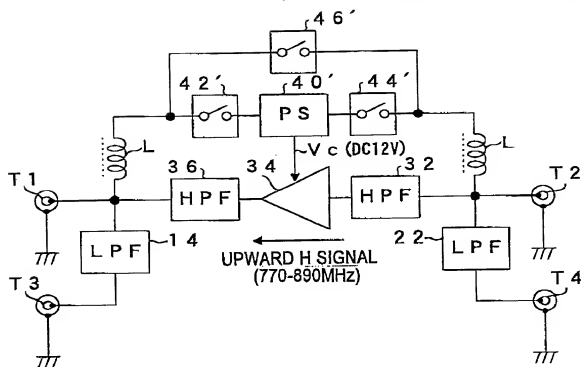 46'
42' 40' 44'
PS
L
Vc (DC12V)
L
36 34 32
T1 HPF HPF T2
14 22
LPF LPF
UPWARD H SIGNAL
(770-890MHz)
T3 T4